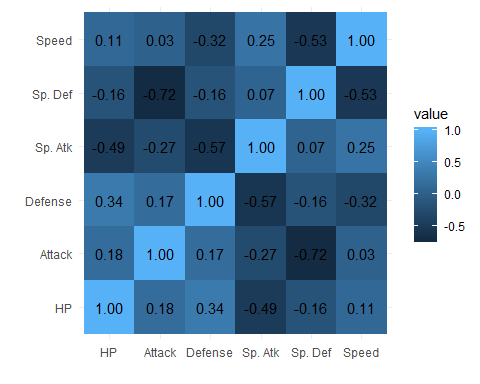 Speed 0.11 0.03 -0.32 0.25 -0.53 1.00
Sp. Def -0.16 -0.72 -0.16 0.07 1.00 -0.53
Sp. Atk -0.49 -0.27 -0.57 1.00 0.07 0.25
Defense 0.34 0.17 1.00 -0.57 -0.16 -0.32
Attack 0.18 1.00 0.17 -0.27 -0.72 0.03
HP 1.00 0.18 0.34 -0.49 -0.16 0.11
HP Attack Defense Sp. Atk Sp. Def Speed
value
1.0
0.5
0.0
-0.5